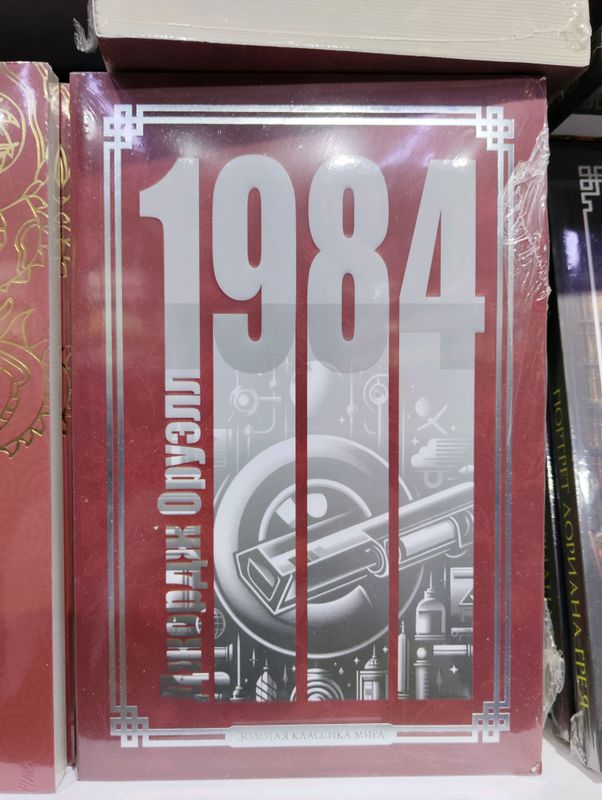 1984
Джордж Оруэлл
ЗОЛОТАЯ КЛАССИКА МИРА
ПОРТРЕТ ДОРИАНА ГРЕЯ